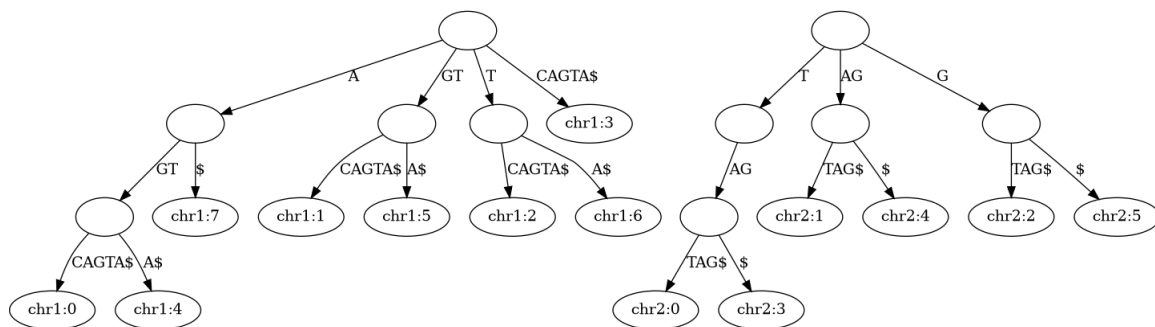 A GT T CAGTA$ T AG G
chr1:3
GT $ CAGTA$ A$ CAGTA$ A$ AG TAG$ $ TAG$ $
chr1:7 chr1:1 chr1:5 chr1:2 chr1:6 chr2:1 chr2:4 chr2:2 chr2:5
CAGTA$ A$ TAG$ $
chr1:0 chr1:4 chr2:0 chr2:3